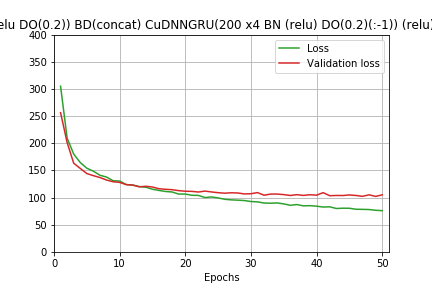 elu DO(0.2)) BD(concat) CuDNNGRU(200 x4 BN (relu) DO(0.2)(:-1)) (relu)
400
350
300
250
200
150
100
50
0
Loss
Validation loss
0 10 20 30 40 50
Epochs